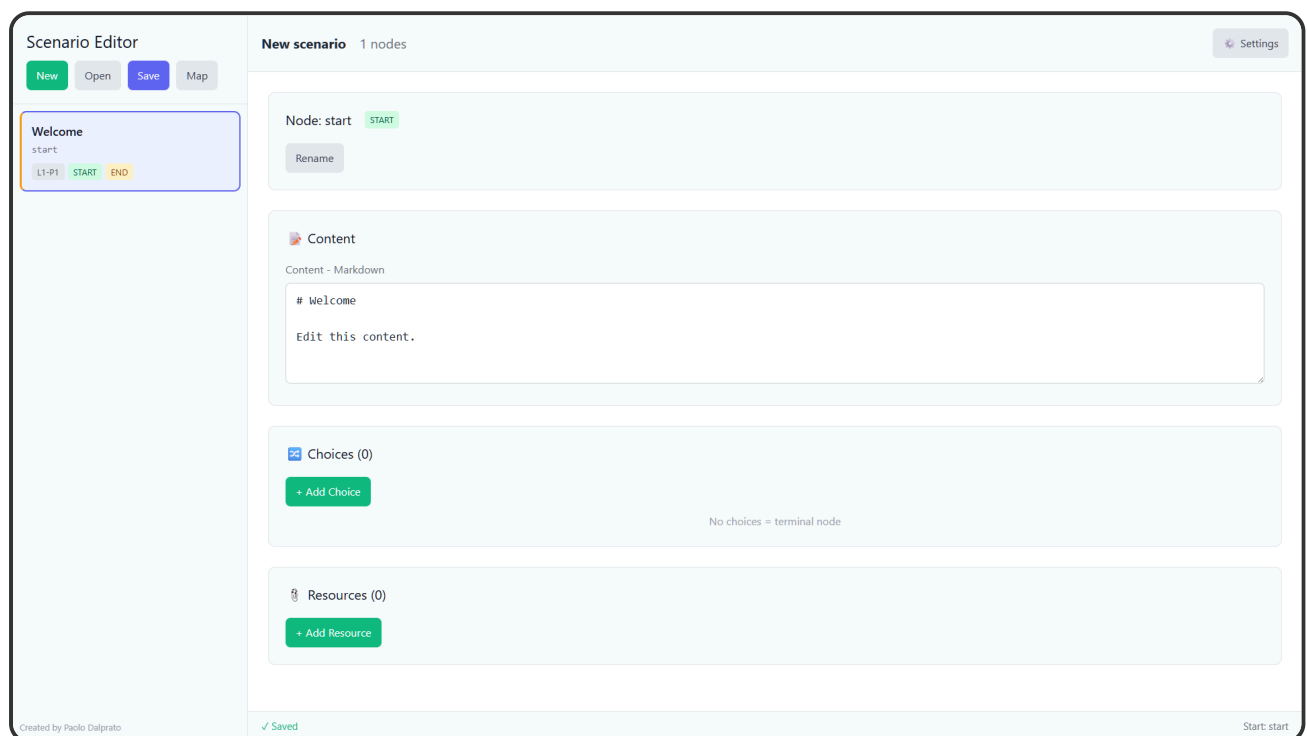 Scenario Editor
New Open Save Map
Welcome
start
L1-P1 START END
Created by Paolo Dalprato
New scenario 1 nodes
Settings
Node: start START
Rename
Content
Content - Markdown
# Welcome
Edit this content.
Choices (0)
+ Add Choice
No choices = terminal node
Resources (0)
+ Add Resource
✓ Saved
Start: start